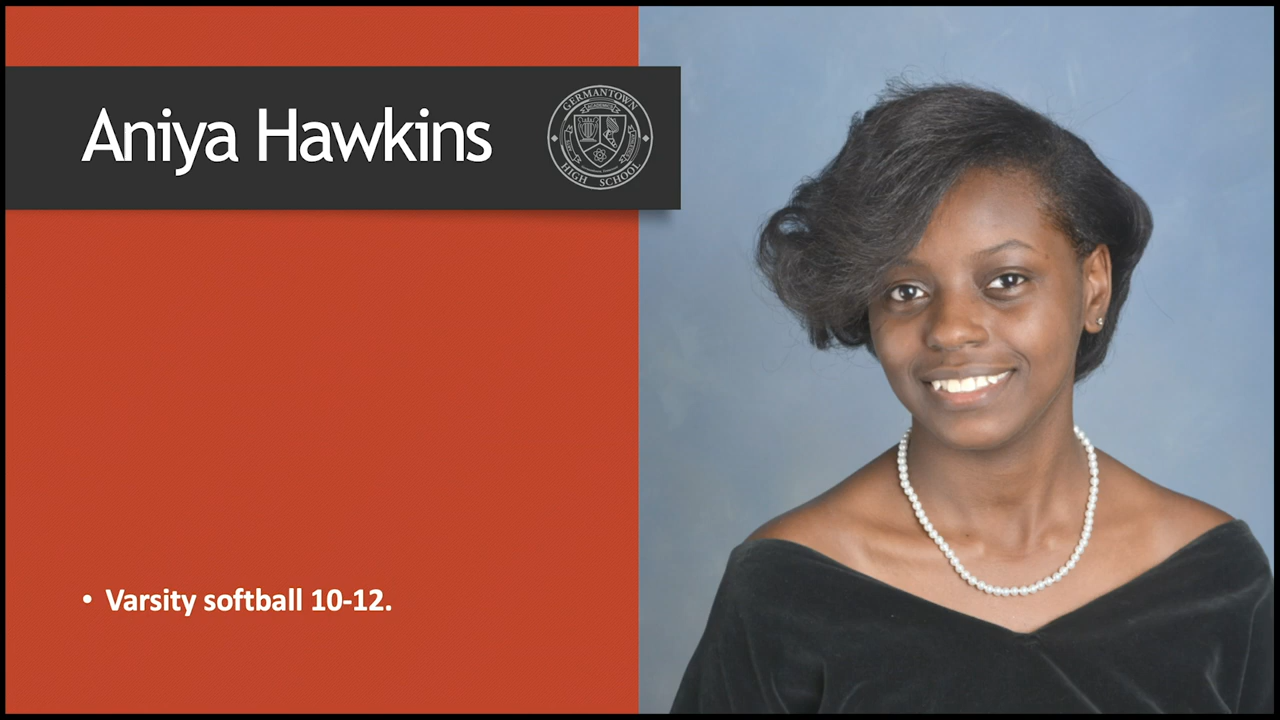 Aniya Hawkins
GERMANTOWN
HIGH SCHOOL
• Varsity softball 10-12.